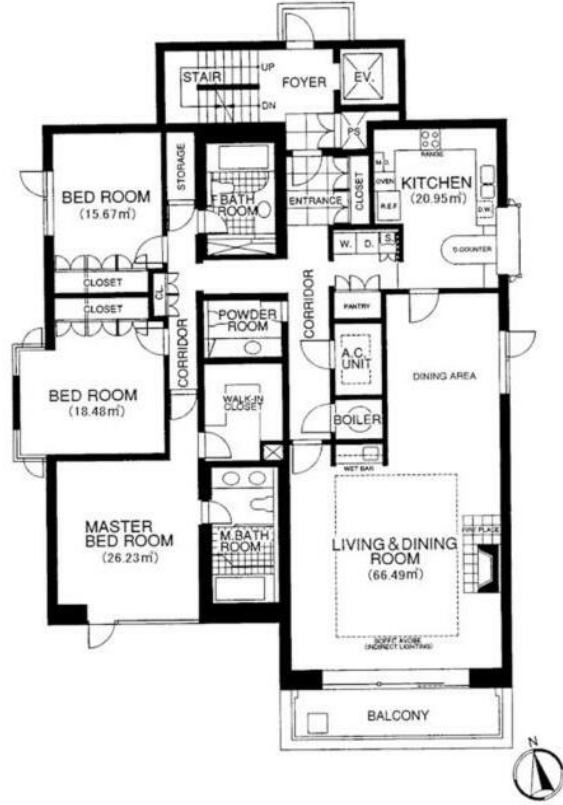 STAIR
UP
DN
FOYER
EV.
PS
BED ROOM
(15.67㎡)
STORAGE
BATH
ROOM
ENTRANCE
CLOSET
RANGE
M.O.
OVEN
REF
KITCHEN
(20.95㎡)
D.W.
W.
D.
S.
PANTRY
CLOSET
CL.
CLOSET
CORRIDOR
POWDER
ROOM
CORRIDOR
A.C.
UNIT
DINING AREA
BED ROOM
(18.48㎡)
WALK-IN
CLOSET
BOILER
WET BAR
MASTER
BED ROOM
(26.23㎡)
M.BATH
ROOM
LIVING & DINING
ROOM
(66.49㎡)
FIRE PLACE
(INDIRECT LIGHTING)
BALCONY
N